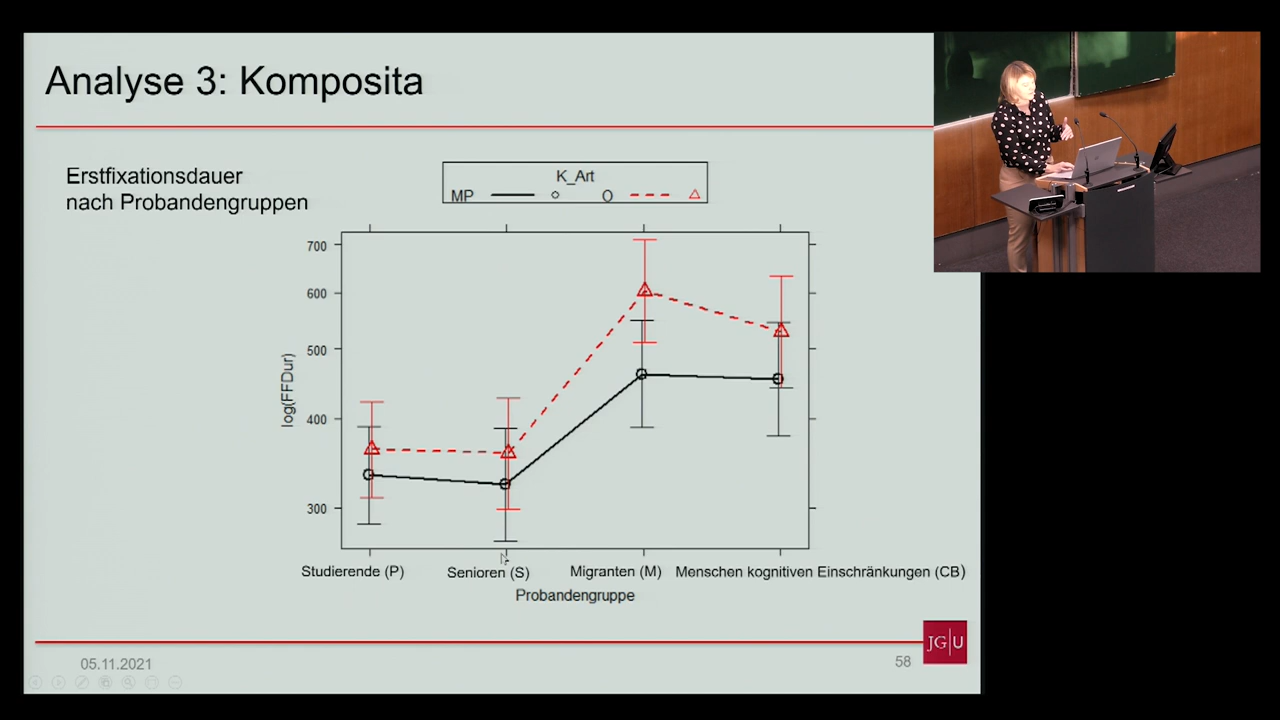 Analyse 3: Komposita
Erstfixationsdauer
nach Probandengruppen
K_Art
MP O
700
600
500
400
300
log(FFDur)
Studierende (P) Senioren (S) Migranten (M) Menschen kognitiven Einschränkungen (CB)
Probandengruppe
05.11.2021
58
JG|U